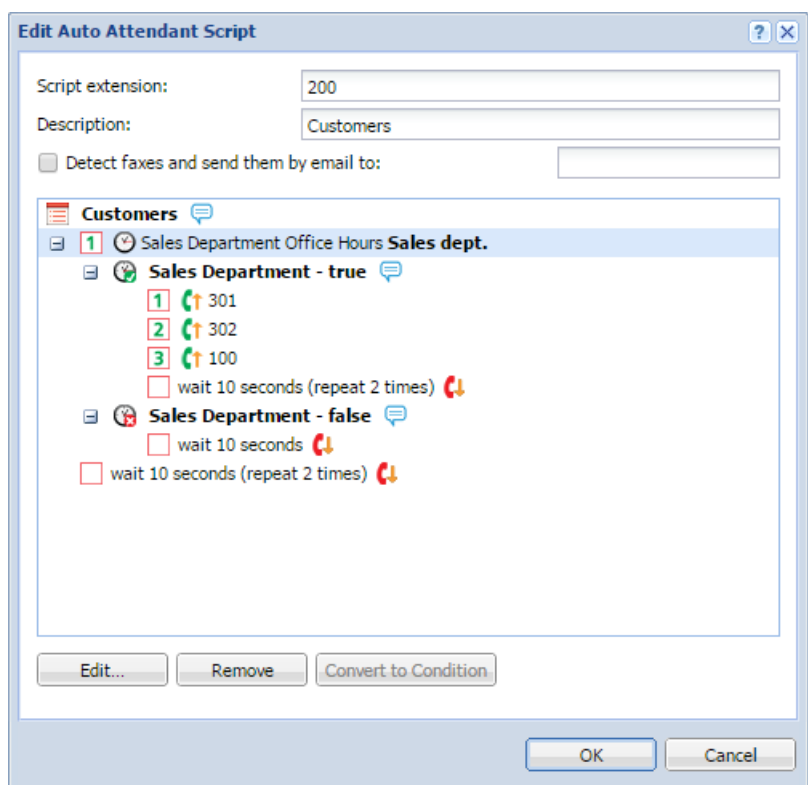 Edit Auto Attendant Script ?
Script extension: 200
Description: Customers
Detect faxes and send them by email to:
Customers
1 Sales Department Office Hours Sales dept.
Sales Department - true
1 301
2 302
3 100
wait 10 seconds (repeat 2 times)
Sales Department - false
wait 10 seconds
wait 10 seconds (repeat 2 times)
Edit... Remove Convert to Condition
OK Cancel